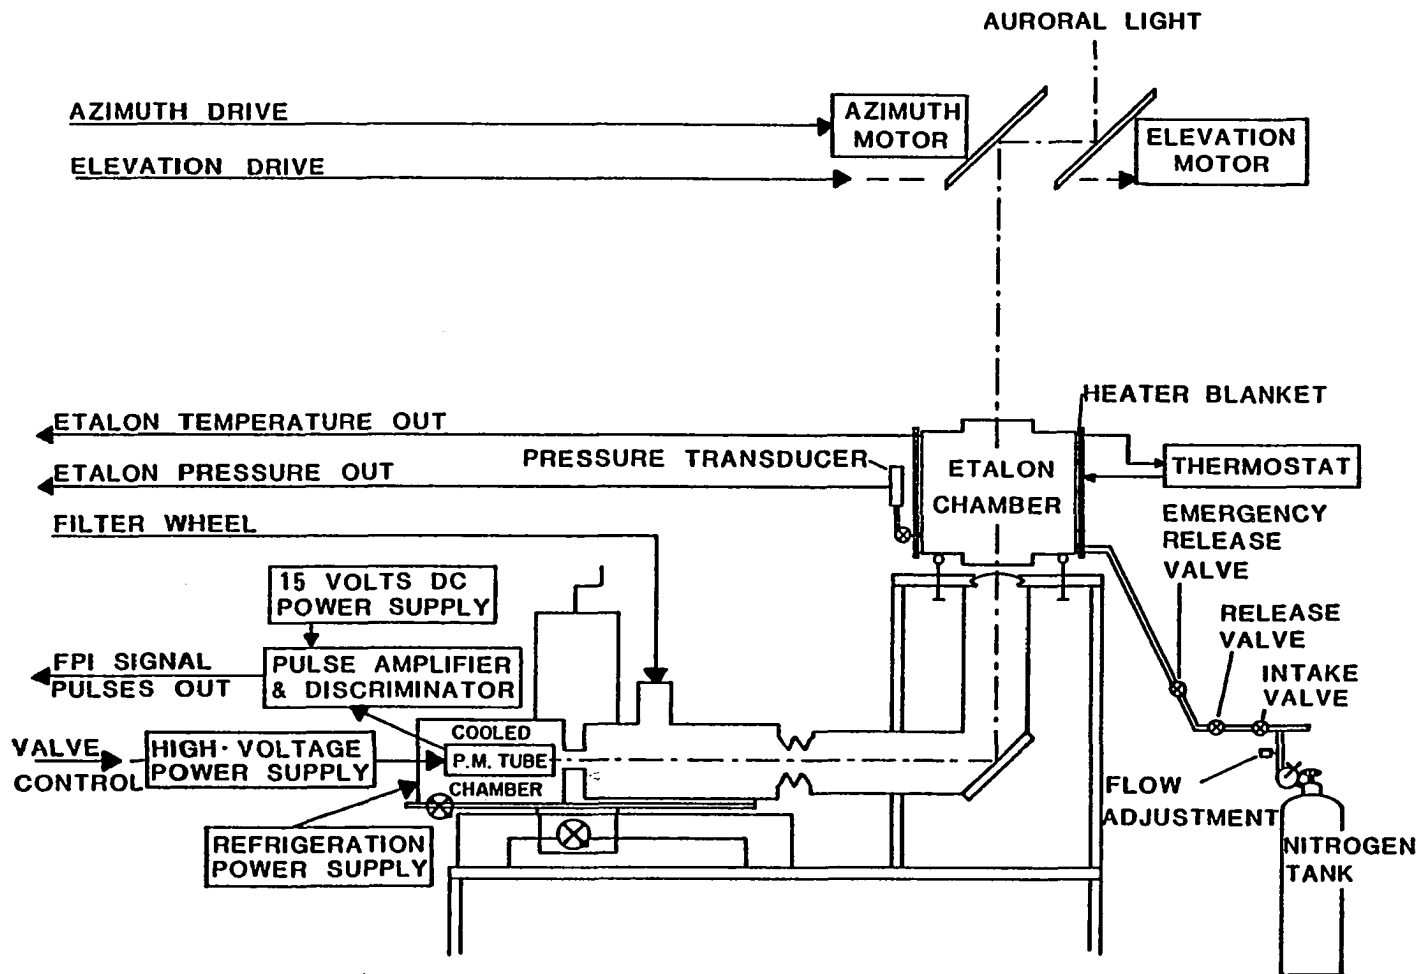 AURORAL LIGHT
AZIMUTH DRIVE
AZIMUTH
MOTOR
ELEVATION
MOTOR
ELEVATION DRIVE
HEATER BLANKET
ETALON TEMPERATURE OUT
PRESSURE TRANSDUCER
ETALON
CHAMBER
THERMOSTAT
ETALON PRESSURE OUT
FILTER WHEEL
EMERGENCY
RELEASE
VALVE
15 VOLTS DC
POWER SUPPLY
RELEASE
VALVE
FPI SIGNAL
PULSES OUT
PULSE AMPLIFIER
& DISCRIMINATOR
INTAKE
VALVE
COOLED
P.M. TUBE
CHAMBER
VALVE
CONTROL
HIGH·VOLTAGE
POWER SUPPLY
FLOW
ADJUSTMENT
REFRIGERATION
POWER SUPPLY
NITROGEN
TANK